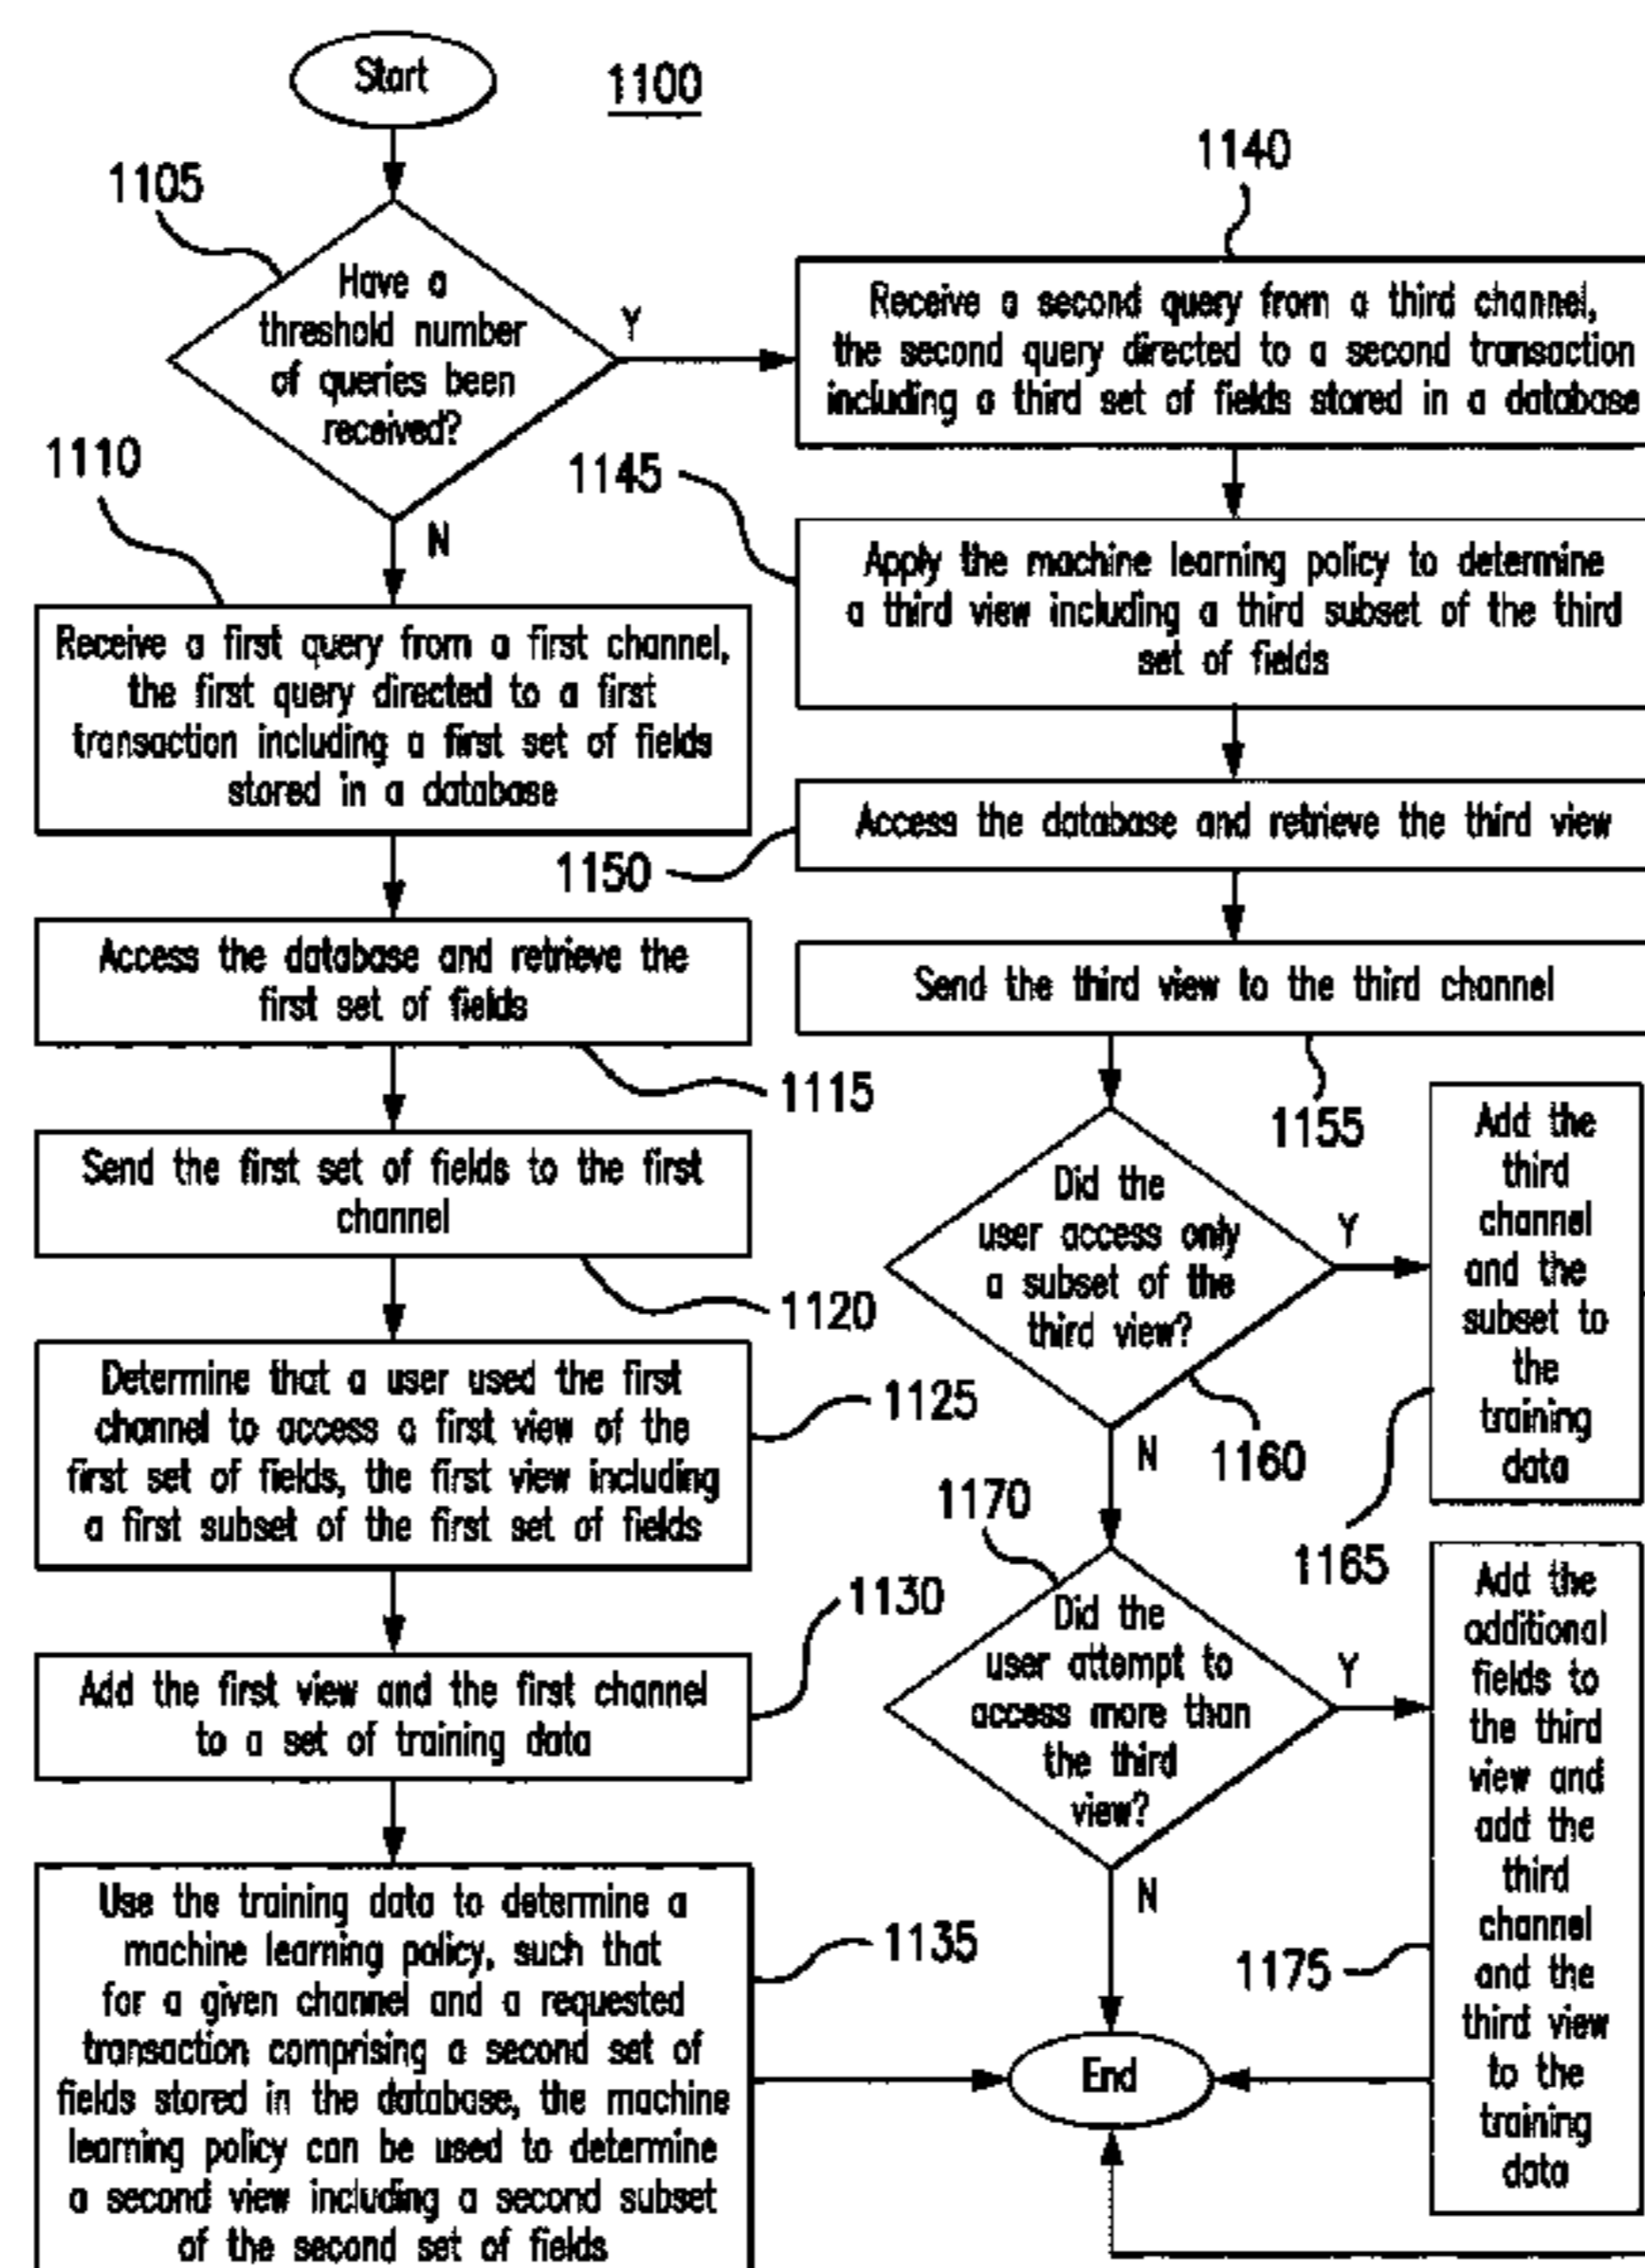 Start
1100
1105
Have a
threshold number
of queries been
received?
Y
N
1110
Receive a first query from a first channel,
the first query directed to a first
transaction including a first set of fields
stored in a database
Access the database and retrieve the
first set of fields
1115
Send the first set of fields to the first
channel
1120
Determine that a user used the first
channel to access a first view of the
first set of fields, the first view including
a first subset of the first set of fields
1125
Add the first view and the first channel
to a set of training data
1130
Use the training data to determine a
machine learning policy, such that
for a given channel and a requested
transaction comprising a second set of
fields stored in the database, the machine
learning policy can be used to determine
a second view including a second subset
of the second set of fields
1135
1140
Receive a second query from a third channel,
the second query directed to a second transaction
including a third set of fields stored in a database
1145
Apply the machine learning policy to determine
a third view including a third subset of the third
set of fields
1150
Access the database and retrieve the third view
Send the third view to the third channel
1155
Did the
user access only
a subset of the
third view?
Y
N
1160
Add the
third
channel
and the
subset to
the
training
data
1165
1170
Did the
user attempt to
access more than
the third
view?
Y
N
Add the
additional
fields to
the third
view and
add the
third
channel
and the
third view
to the
training
data
1175
End